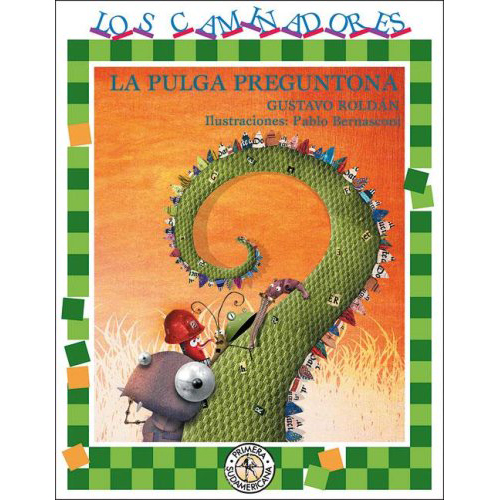 LOS CAMINADORES
LA PULGA PREGUNTONA
GUSTAVO ROLDÁN
Ilustraciones: Pablo Bernasconi
PRIMERA
SUDAMERICANA